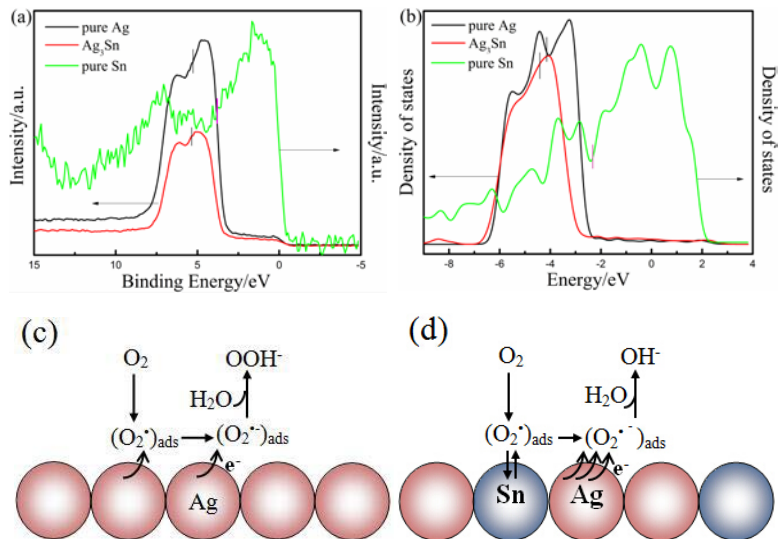 (a)
pure Ag
Ag₃Sn
pure Sn
Intensity/a.u.
Intensity/a.u.
15 10 5 0 -5
Binding Energy/eV
(b)
pure Ag
Ag₃Sn
pure Sn
Density of states
Density of states
-8 -6 -4 -2 0 2 4
Energy/eV
(c)
O₂ OOH⁻
H₂O
(O₂•)ads (O₂•⁻)ads
e⁻
Ag
(d)
O₂ OH⁻
H₂O
(O₂•)ads (O₂•⁻)ads
e⁻
Sn Ag